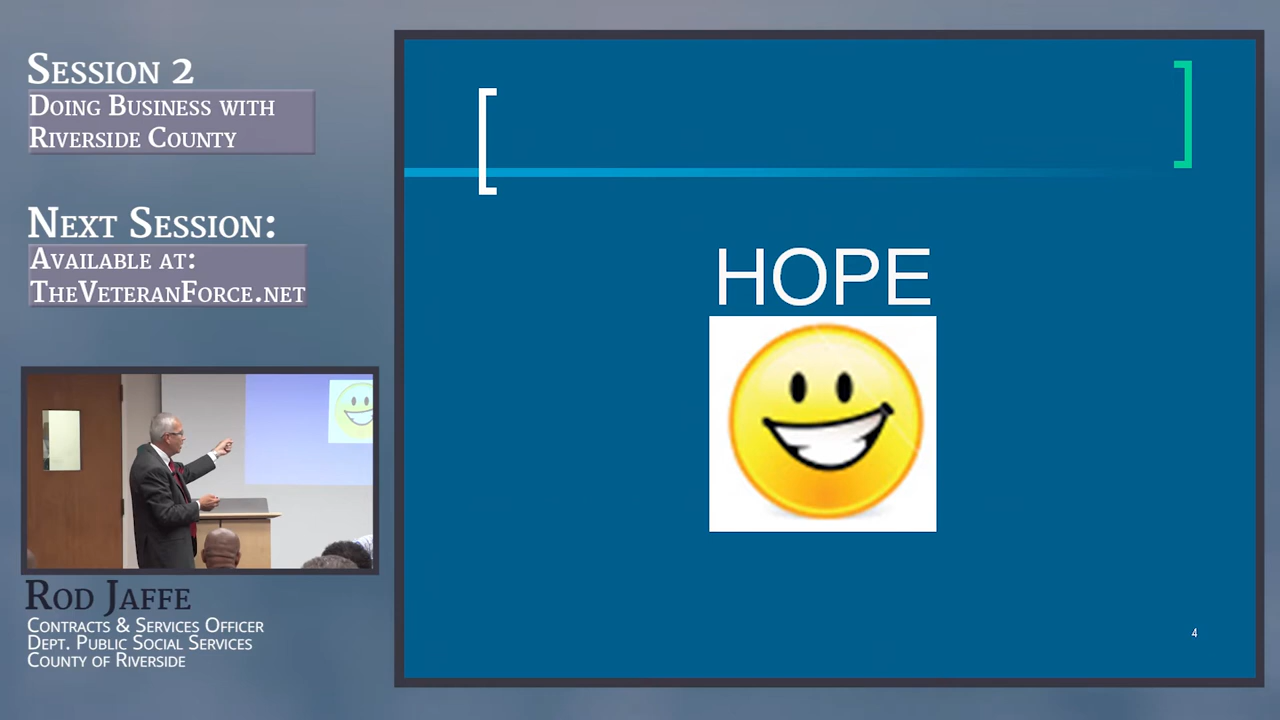 Session 2
Doing Business with
Riverside County
Next Session:
Available at:
TheVeteranForce.net
Rod Jaffe
Contracts & Services Officer
Dept. Public Social Services
County of Riverside
HOPE
4